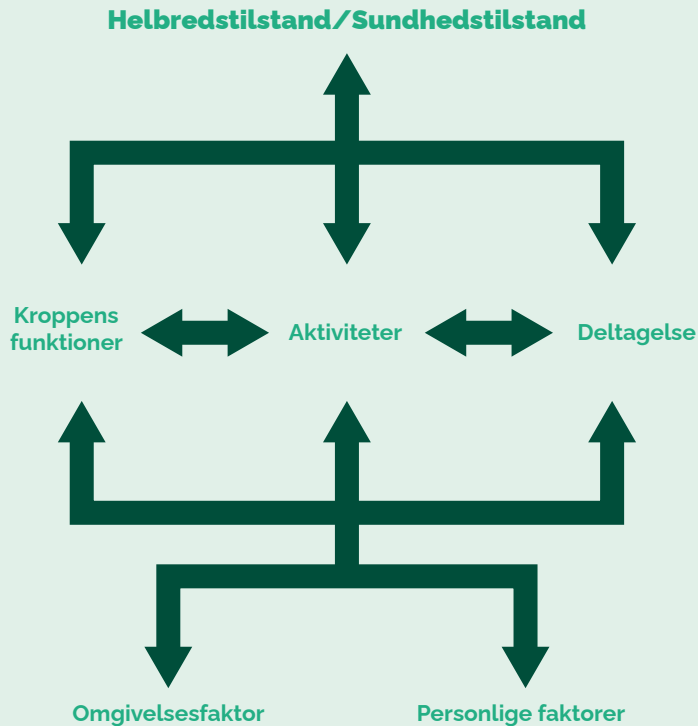 Helbredstilstand/Sundhedstilstand
Kroppens
funktioner
Aktiviteter
Deltagelse
Omgivelsesfaktor
Personlige faktorer